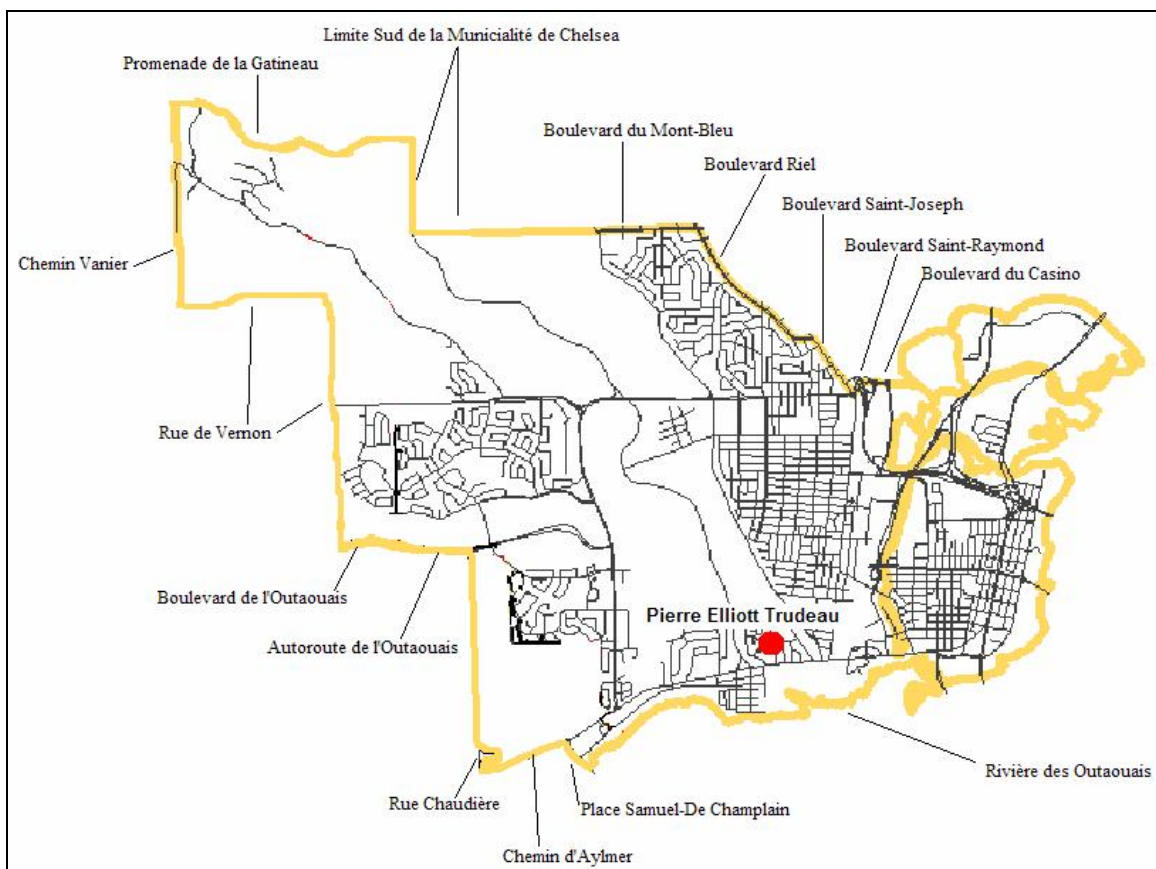 Limite Sud de la Municialité de Chelsea
Promenade de la Gatineau
Boulevard du Mont-Bleu
Boulevard Riel
Boulevard Saint-Joseph
Boulevard Saint-Raymond
Boulevard du Casino
Chemin Vanier
Rue de Vernon
Boulevard de l'Outaouais
Pierre Elliott Trudeau
Autoroute de l'Outaouais
Rivière des Outaouais
Rue Chaudière
Place Samuel-De Champlain
Chemin d'Aylmer